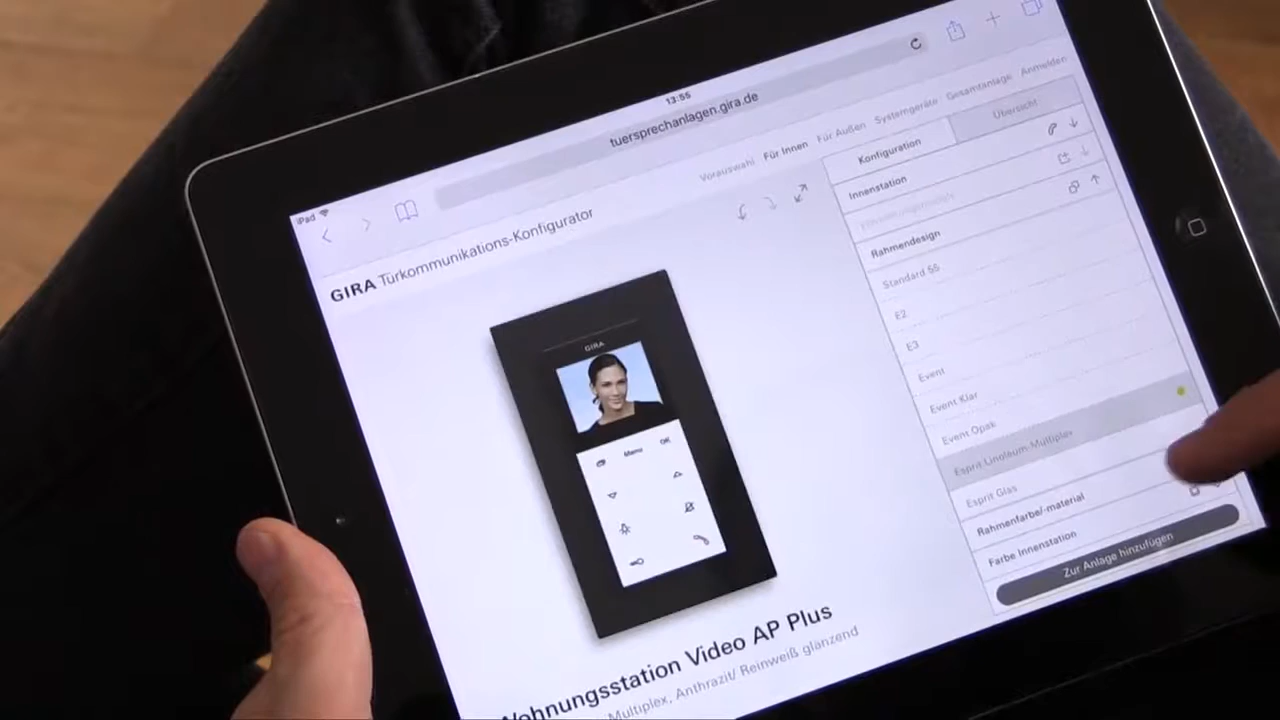 iPad
13:55
tuersprechanlagen.gira.de
GIRA Türkommunikations-Konfigurator
Vorauswahl Für Innen Für Außen Systemgeräte Gesamtanlage Anmelden
Konfiguration Übersicht
Innenstation
Rahmendesign
Standard 55
E2
E3
Event
Event Klar
Event Opak
Esprit Linoleum-Multiplex
Esprit Glas
Rahmenfarbe/-material
Farbe Innenstation
Zur Anlage hinzufügen
GIRA
Menu OK
Wohnungsstation Video AP Plus
Multiplex, Anthrazit/ Reinweiß glänzend